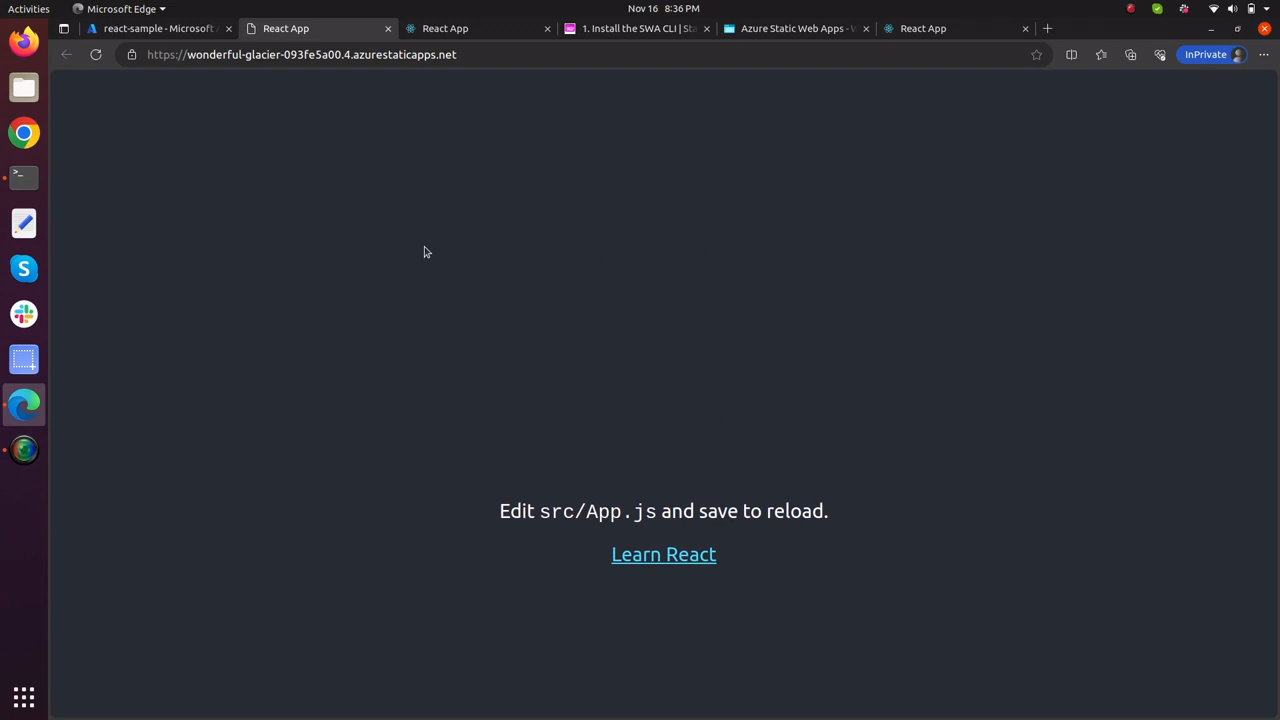 Activities
Microsoft Edge
Nov 16 8:36 PM
react-sample - Microsoft A
React App
React App
1. Install the SWA CLI | Sta
Azure Static Web Apps - V
React App
https://wonderful-glacier-093fe5a00.4.azurestaticapps.net
InPrivate
Edit src/App.js and save to reload.
Learn React